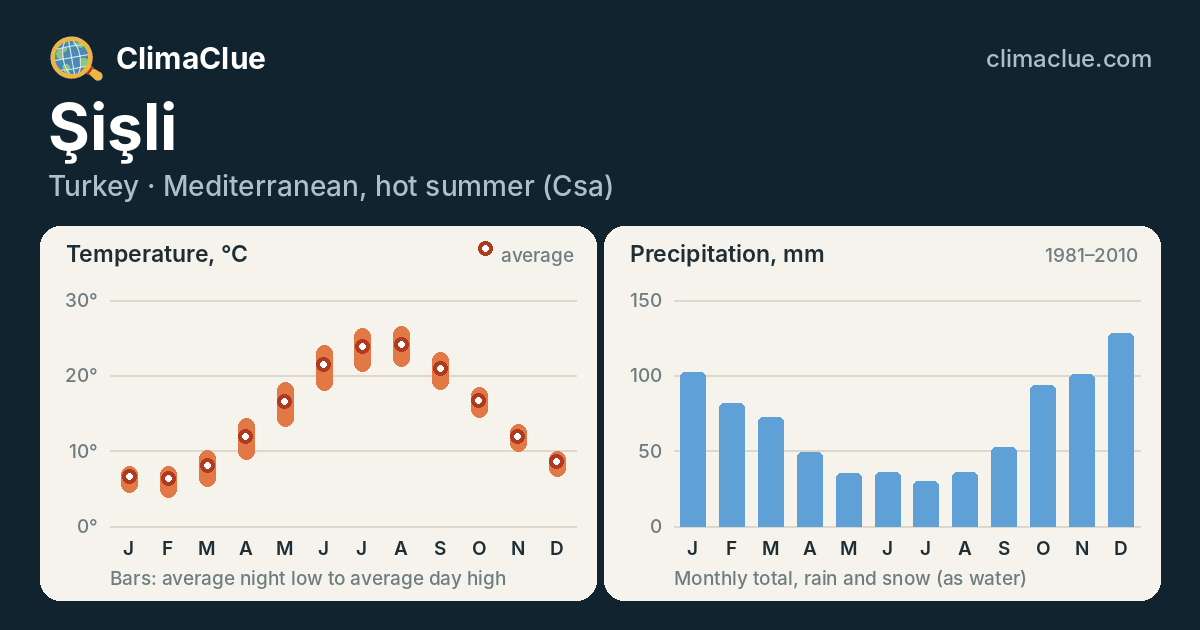 ClimaClue
climaclue.com
Şişli
Turkey · Mediterranean, hot summer (Csa)
Temperature, °C
average
30°
20°
10°
0°
J F M A M J J A S O N D
Bars: average night low to average day high
Precipitation, mm
1981–2010
150
100
50
0
J F M A M J J A S O N D
Monthly total, rain and snow (as water)